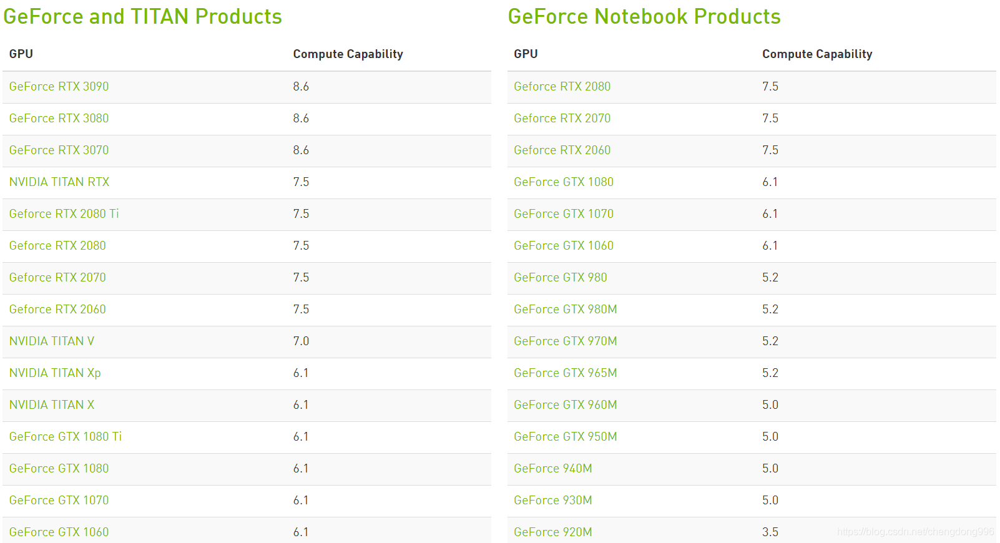 GeForce and TITAN Products
GPU Compute Capability
GeForce RTX 3090 8.6
GeForce RTX 3080 8.6
GeForce RTX 3070 8.6
NVIDIA TITAN RTX 7.5
Geforce RTX 2080 Ti 7.5
Geforce RTX 2080 7.5
Geforce RTX 2070 7.5
Geforce RTX 2060 7.5
NVIDIA TITAN V 7.0
NVIDIA TITAN Xp 6.1
NVIDIA TITAN X 6.1
GeForce GTX 1080 Ti 6.1
GeForce GTX 1080 6.1
GeForce GTX 1070 6.1
GeForce GTX 1060 6.1
GeForce Notebook Products
GPU Compute Capability
Geforce RTX 2080 7.5
Geforce RTX 2070 7.5
Geforce RTX 2060 7.5
GeForce GTX 1080 6.1
GeForce GTX 1070 6.1
GeForce GTX 1060 6.1
GeForce GTX 980 5.2
GeForce GTX 980M 5.2
GeForce GTX 970M 5.2
GeForce GTX 965M 5.2
GeForce GTX 960M 5.0
GeForce GTX 950M 5.0
GeForce 940M 5.0
GeForce 930M 5.0
GeForce 920M 3.5
https://blog.csdn.net/chengdong996